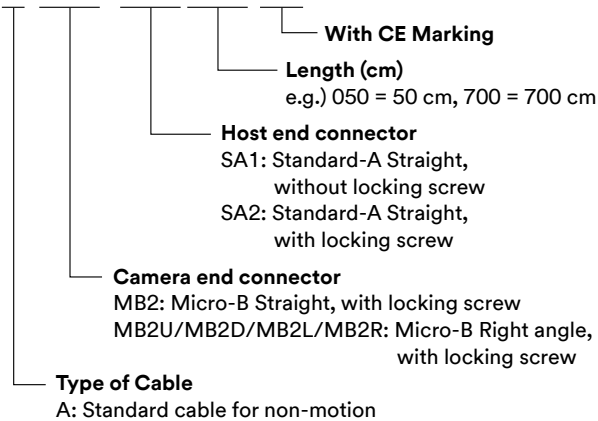 With CE Marking
Length (cm)
e.g.) 050 = 50 cm, 700 = 700 cm
Host end connector
SA1: Standard-A Straight,
without locking screw
SA2: Standard-A Straight,
with locking screw
Camera end connector
MB2: Micro-B Straight, with locking screw
MB2U/MB2D/MB2L/MB2R: Micro-B Right angle,
with locking screw
Type of Cable
A: Standard cable for non-motion